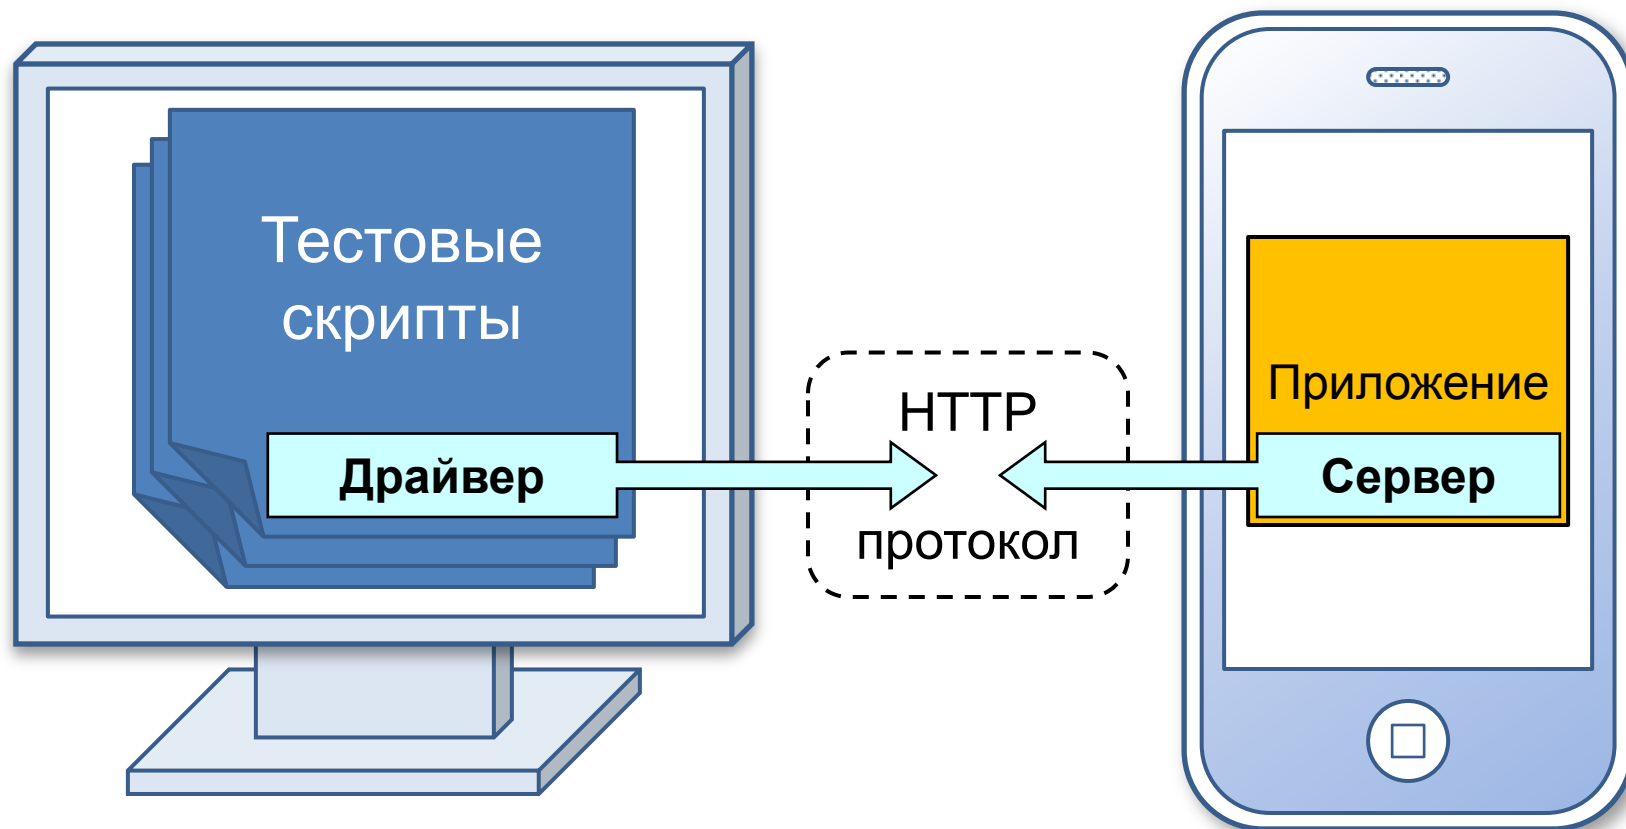 Тестовые
скрипты
Драйвер
HTTP
протокол
Приложение
Сервер